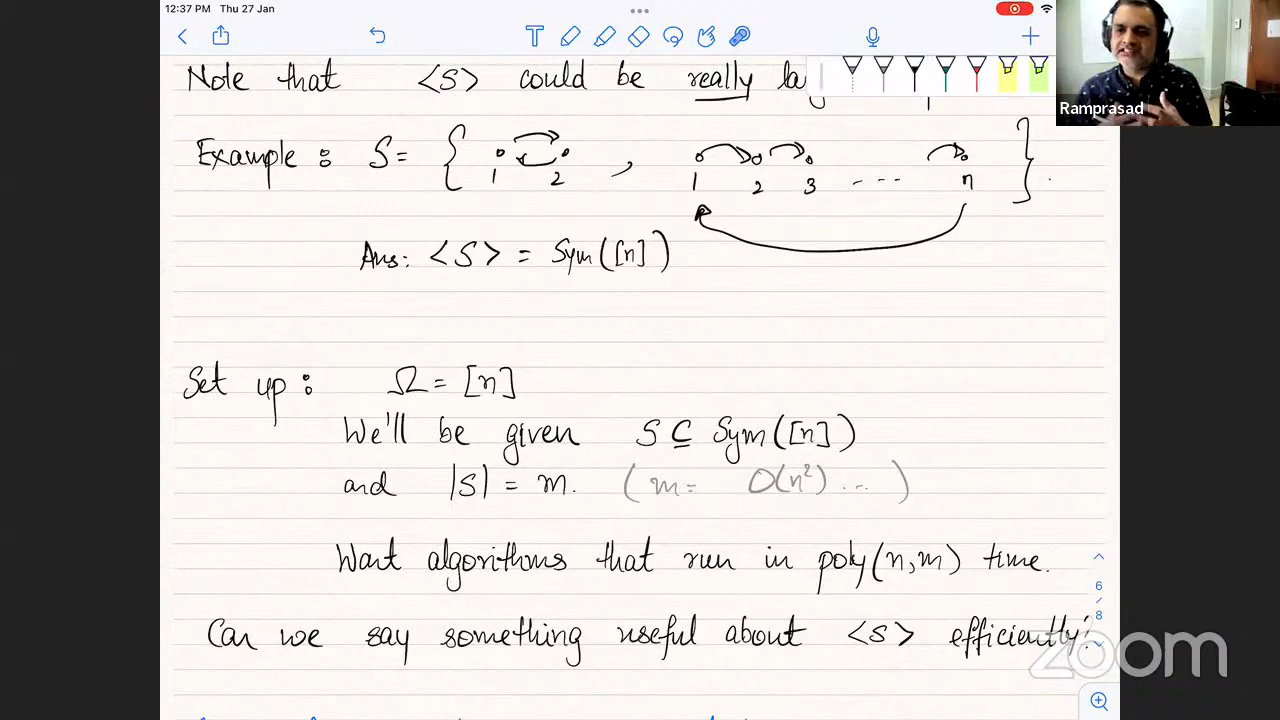 12:37 PM Thu 27 Jan
Note that <S> could be really
Ramprasad
Example : S = { 1 2 , 1 2 3 --- n }.
Ans: <S> = Sym([n])
Set up : Ω = [n]
We'll be given S ⊆ Sym([n])
and |S| = m. (m = O(n²) ... )
Want algorithms that run in poly(n,m) time.
6
/
8
Can we say something useful about <S> efficiently?
zoom